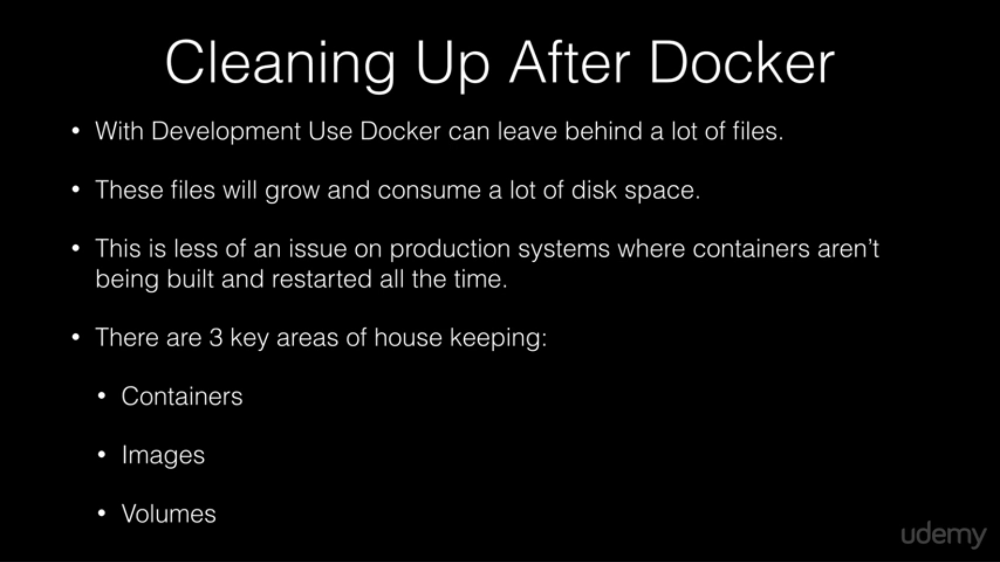 Cleaning Up After Docker
• With Development Use Docker can leave behind a lot of files.
• These files will grow and consume a lot of disk space.
• This is less of an issue on production systems where containers aren’t
being built and restarted all the time.
• There are 3 key areas of house keeping:
• Containers
• Images
• Volumes
udemy